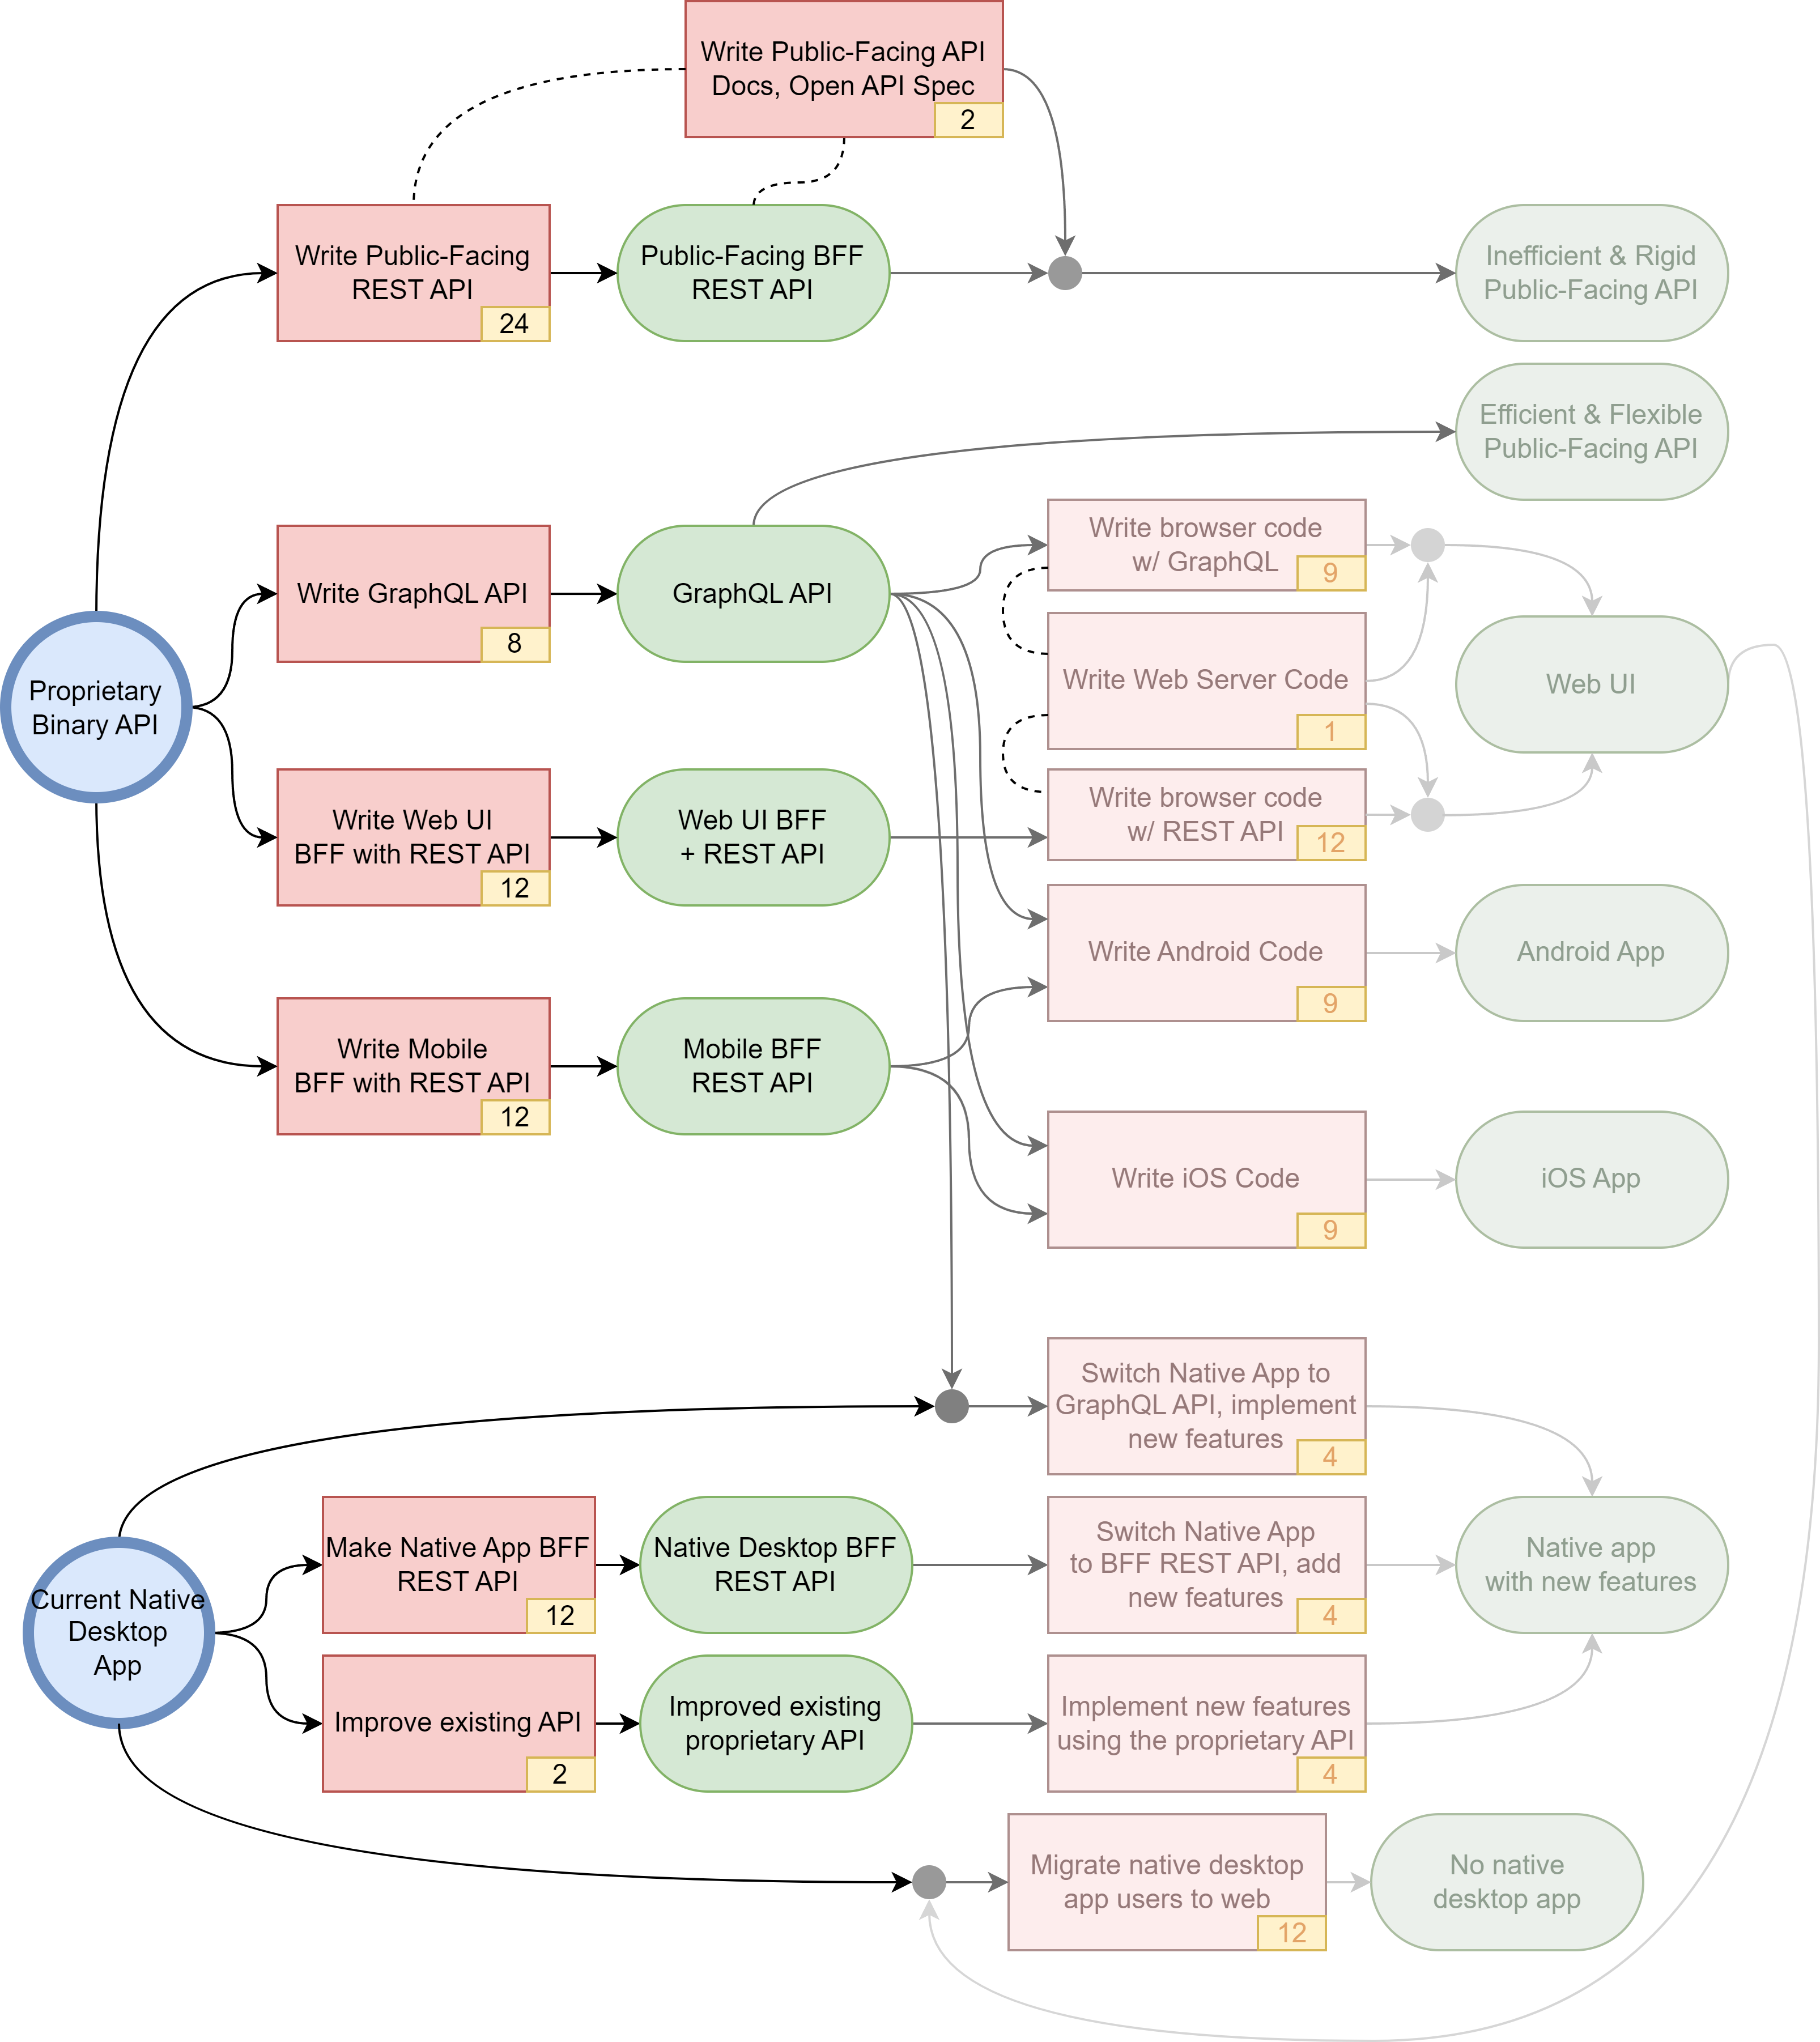 Write Public-Facing API
Docs, Open API Spec
2
Write Public-Facing
REST API
24
Public-Facing BFF
REST API
Inefficient & Rigid
Public-Facing API
Efficient & Flexible
Public-Facing API
Write GraphQL API
8
GraphQL API
Write browser code
w/ GraphQL
9
Write Web Server Code
1
Web UI
Proprietary
Binary API
Write Web UI
BFF with REST API
12
Web UI BFF
+ REST API
Write browser code
w/ REST API
12
Write Android Code
9
Android App
Write Mobile
BFF with REST API
12
Mobile BFF
REST API
Write iOS Code
9
iOS App
Switch Native App to
GraphQL API, implement
new features
4
Current Native
Desktop
App
Make Native App BFF
REST API
12
Native Desktop BFF
REST API
Switch Native App
to BFF REST API, add
new features
4
Native app
with new features
Improve existing API
2
Improved existing
proprietary API
Implement new features
using the proprietary API
4
Migrate native desktop
app users to web
12
No native
desktop app